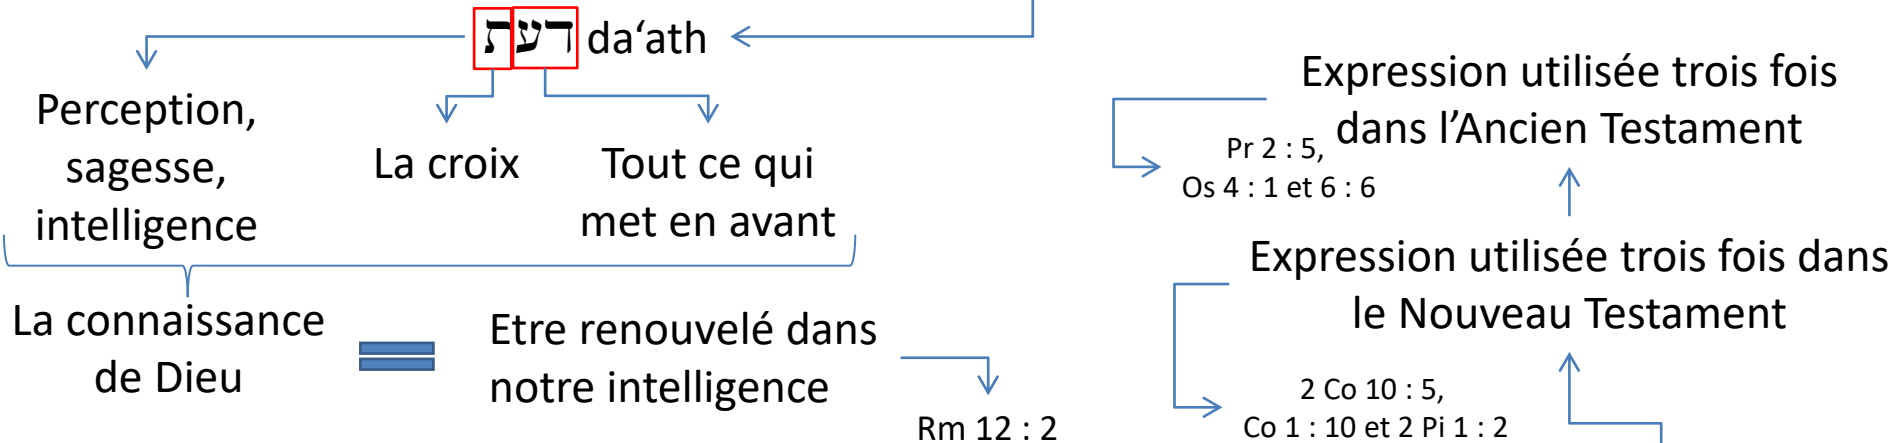 דעת da‘ath
Perception,
sagesse,
intelligence
La croix
Tout ce qui
met en avant
La connaissance
de Dieu
Etre renouvelé dans
notre intelligence
Rm 12 : 2
Expression utilisée trois fois
dans l’Ancien Testament
Pr 2 : 5,
Os 4 : 1 et 6 : 6
Expression utilisée trois fois dans
le Nouveau Testament
2 Co 10 : 5,
Co 1 : 10 et 2 Pi 1 : 2